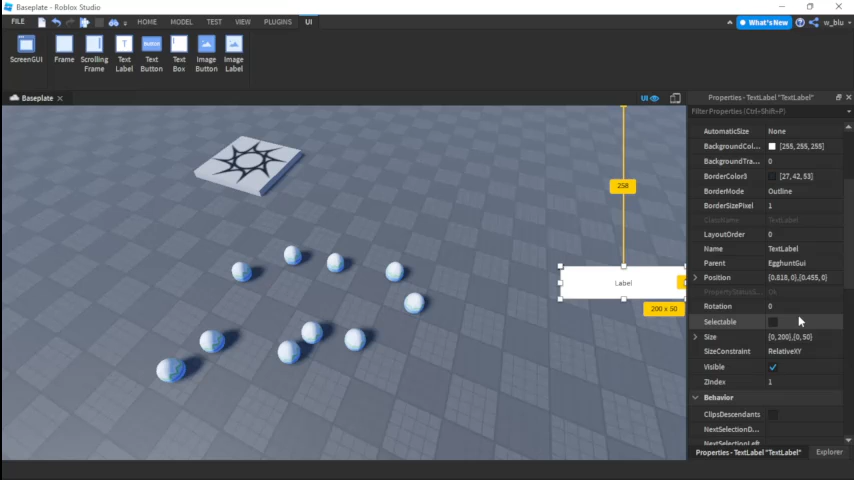 Baseplate - Roblox Studio
FILE HOME MODEL TEST VIEW PLUGINS UI What's New w_blu
ScreenGUI Frame Scrolling Frame Text Label Text Button Text Box Image Button Image Label
Baseplate UI
Properties - TextLabel "TextLabel"
Filter Properties (Ctrl+Shift+P)
AutomaticSize None
BackgroundCol... [255, 255, 255]
BackgroundTra... 0
BorderColor3 [27, 42, 53]
BorderMode Outline
BorderSizePixel 1
ClassName TextLabel
LayoutOrder 0
Name TextLabel
Parent EgghuntGui
Position {0.818, 0},{0.455, 0}
Rotation 0
Selectable
Size {0, 200},{0, 50}
SizeConstraint RelativeXY
Visible
ZIndex 1
Behavior
ClipsDescendants
NextSelectionD...
NextSelectionLeft
Properties - TextLabel "TextLabel" Explorer
258
Label
200 x 50